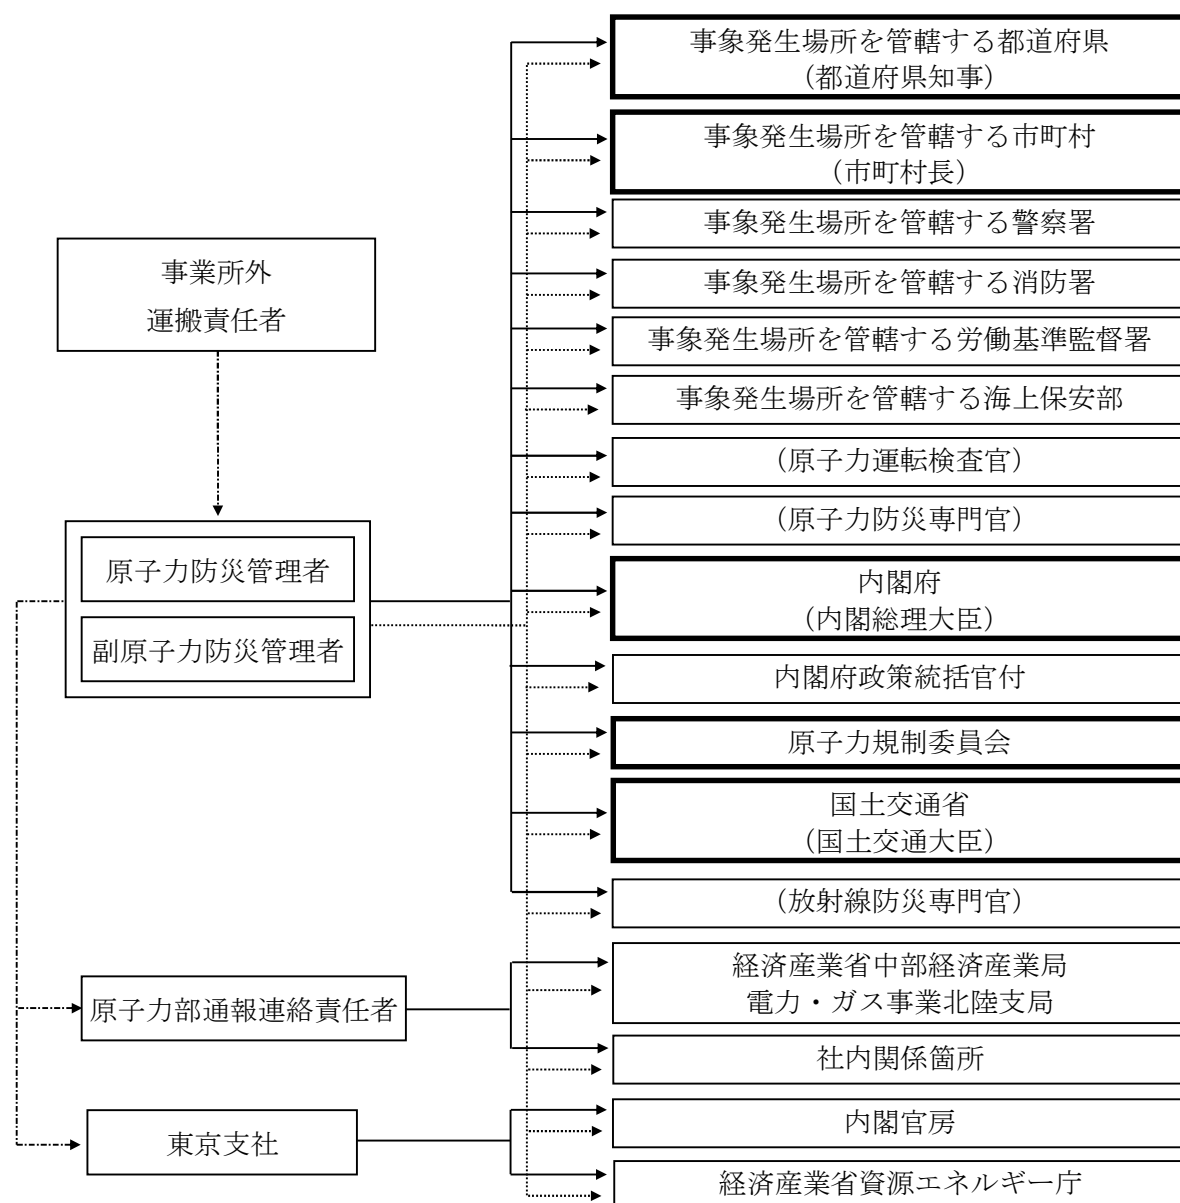 事象発生場所を管轄する都道府県
（都道府県知事）
事象発生場所を管轄する市町村
（市町村長）
事象発生場所を管轄する警察署
事業所外
運搬責任者
事象発生場所を管轄する消防署
事象発生場所を管轄する労働基準監督署
事象発生場所を管轄する海上保安部
（原子力運転検査官）
（原子力防災専門官）
原子力防災管理者
副原子力防災管理者
内閣府
（内閣総理大臣）
内閣府政策統括官付
原子力規制委員会
国土交通省
（国土交通大臣）
（放射線防災専門官）
原子力部通報連絡責任者
経済産業省中部経済産業局
電力・ガス事業北陸支局
社内関係箇所
東京支社
内閣官房
経済産業省資源エネルギー庁